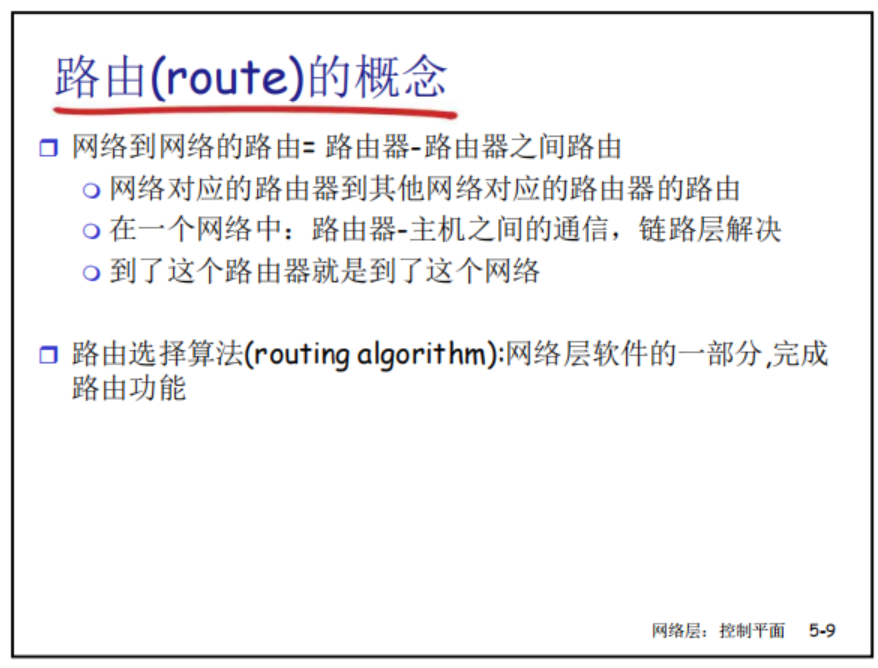 路由(route)的概念
网络到网络的路由= 路由器-路由器之间路由
网络对应的路由器到其他网络对应的路由器的路由
在一个网络中：路由器-主机之间的通信，链路层解决
到了这个路由器就是到了这个网络
路由选择算法(routing algorithm):网络层软件的一部分,完成
路由功能
网络层：控制平面 5-9